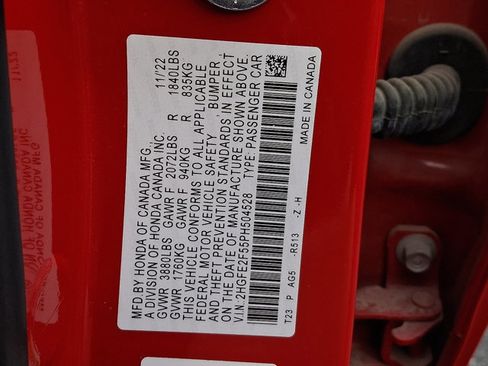 MFD.BY HONDA OF CANADA MFG., 11/22
A DIVISION OF HONDA CANADA INC.
GVWR 3880LBS GAWR F 2072LBS R 1840LBS
GVWR 1760KG GAWR F 940KG R 835KG
THIS VEHICLE CONFORMS TO ALL APPLICABLE
FEDERAL MOTOR VEHICLE SAFETY, BUMPER,
THEFT PREVENTION STANDARDS, IN EFFECT
ON THE DATE OF MANUFACTURE SHOWN ABOVE.
V.I.N:2HGFE2F55PH504528 TYPE:PASSENGER CAR
T23 P AG5 -R513 -Z -H
MADE IN CANADA